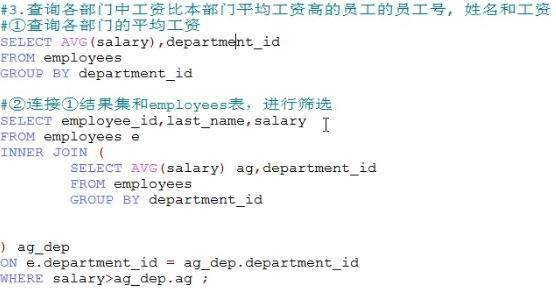 #3.查询各部门中工资比本部门平均工资高的员工的员工号, 姓名和工资
#①查询各部门的平均工资
SELECT AVG(salary),department_id
FROM employees
GROUP BY department_id
#②连接①结果集和employees表，进行筛选
SELECT employee_id,last_name,salary
FROM employees e
INNER JOIN (
SELECT AVG(salary) ag,department_id
FROM employees
GROUP BY department_id
) ag_dep
ON e.department_id = ag_dep.department_id
WHERE salary>ag_dep.ag ;